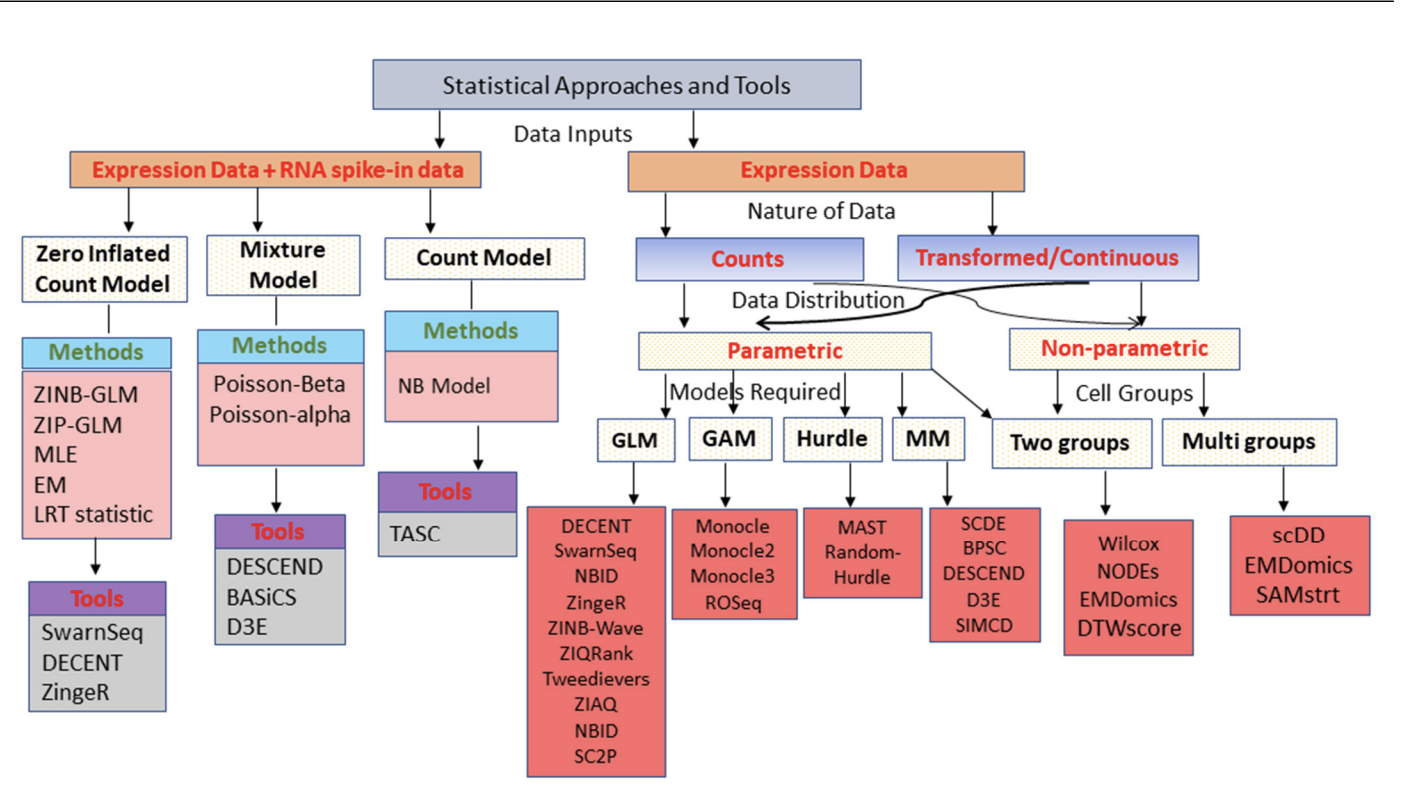 Statistical Approaches and Tools
Data Inputs
Expression Data + RNA spike-in data
Expression Data
Nature of Data
Zero Inflated
Count Model
Mixture
Model
Count Model
Counts
Transformed/Continuous
Data Distribution
Methods
ZINB-GLM
ZIP-GLM
MLE
EM
LRT statistic
Tools
SwarnSeq
DECENT
ZingeR
Methods
Poisson-Beta
Poisson-alpha
Tools
DESCEND
BASiCS
D3E
Methods
NB Model
Tools
TASC
Parametric
Non-parametric
Models Required
Cell Groups
GLM
GAM
Hurdle
MM
Two groups
Multi groups
DECENT
SwarnSeq
NBID
ZingeR
ZINB-Wave
ZIQRank
Tweedievers
ZIAQ
NBID
SC2P
Monocle
Monocle2
Monocle3
ROSeq
MAST
Random-
Hurdle
SCDE
BPSC
DESCEND
D3E
SIMCD
Wilcox
NODEs
EMDomics
DTWscore
scDD
EMDomics
SAMstrt